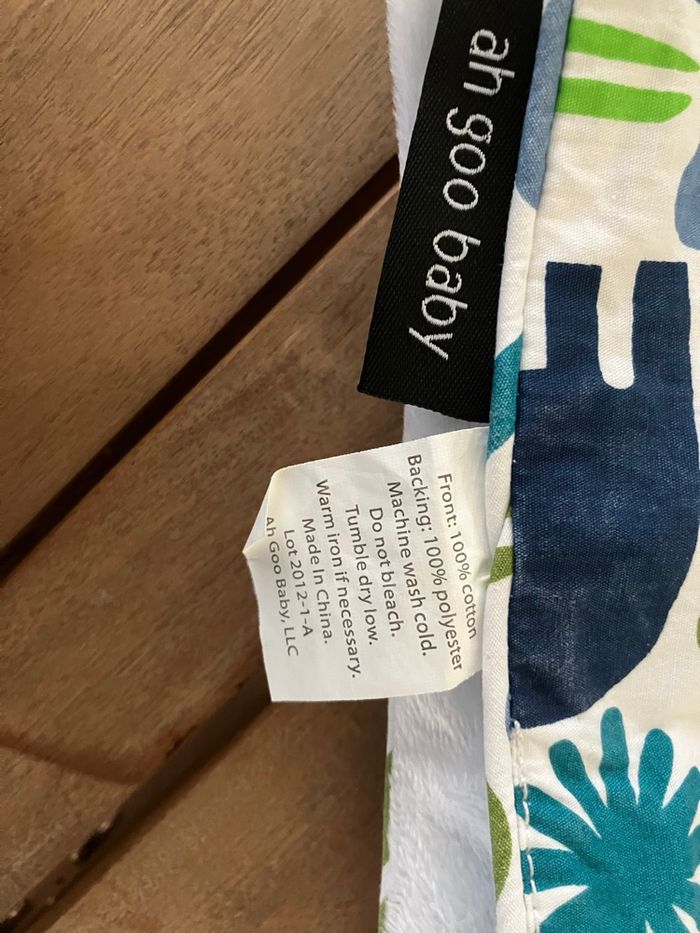 ah goo baby
Front: 100% cotton
Backing: 100% polyester
Machine wash cold.
Do not bleach.
Tumble dry low.
Warm iron if necessary.
Made In China.
Lot 2012-1-A
Ah Goo Baby, LLC